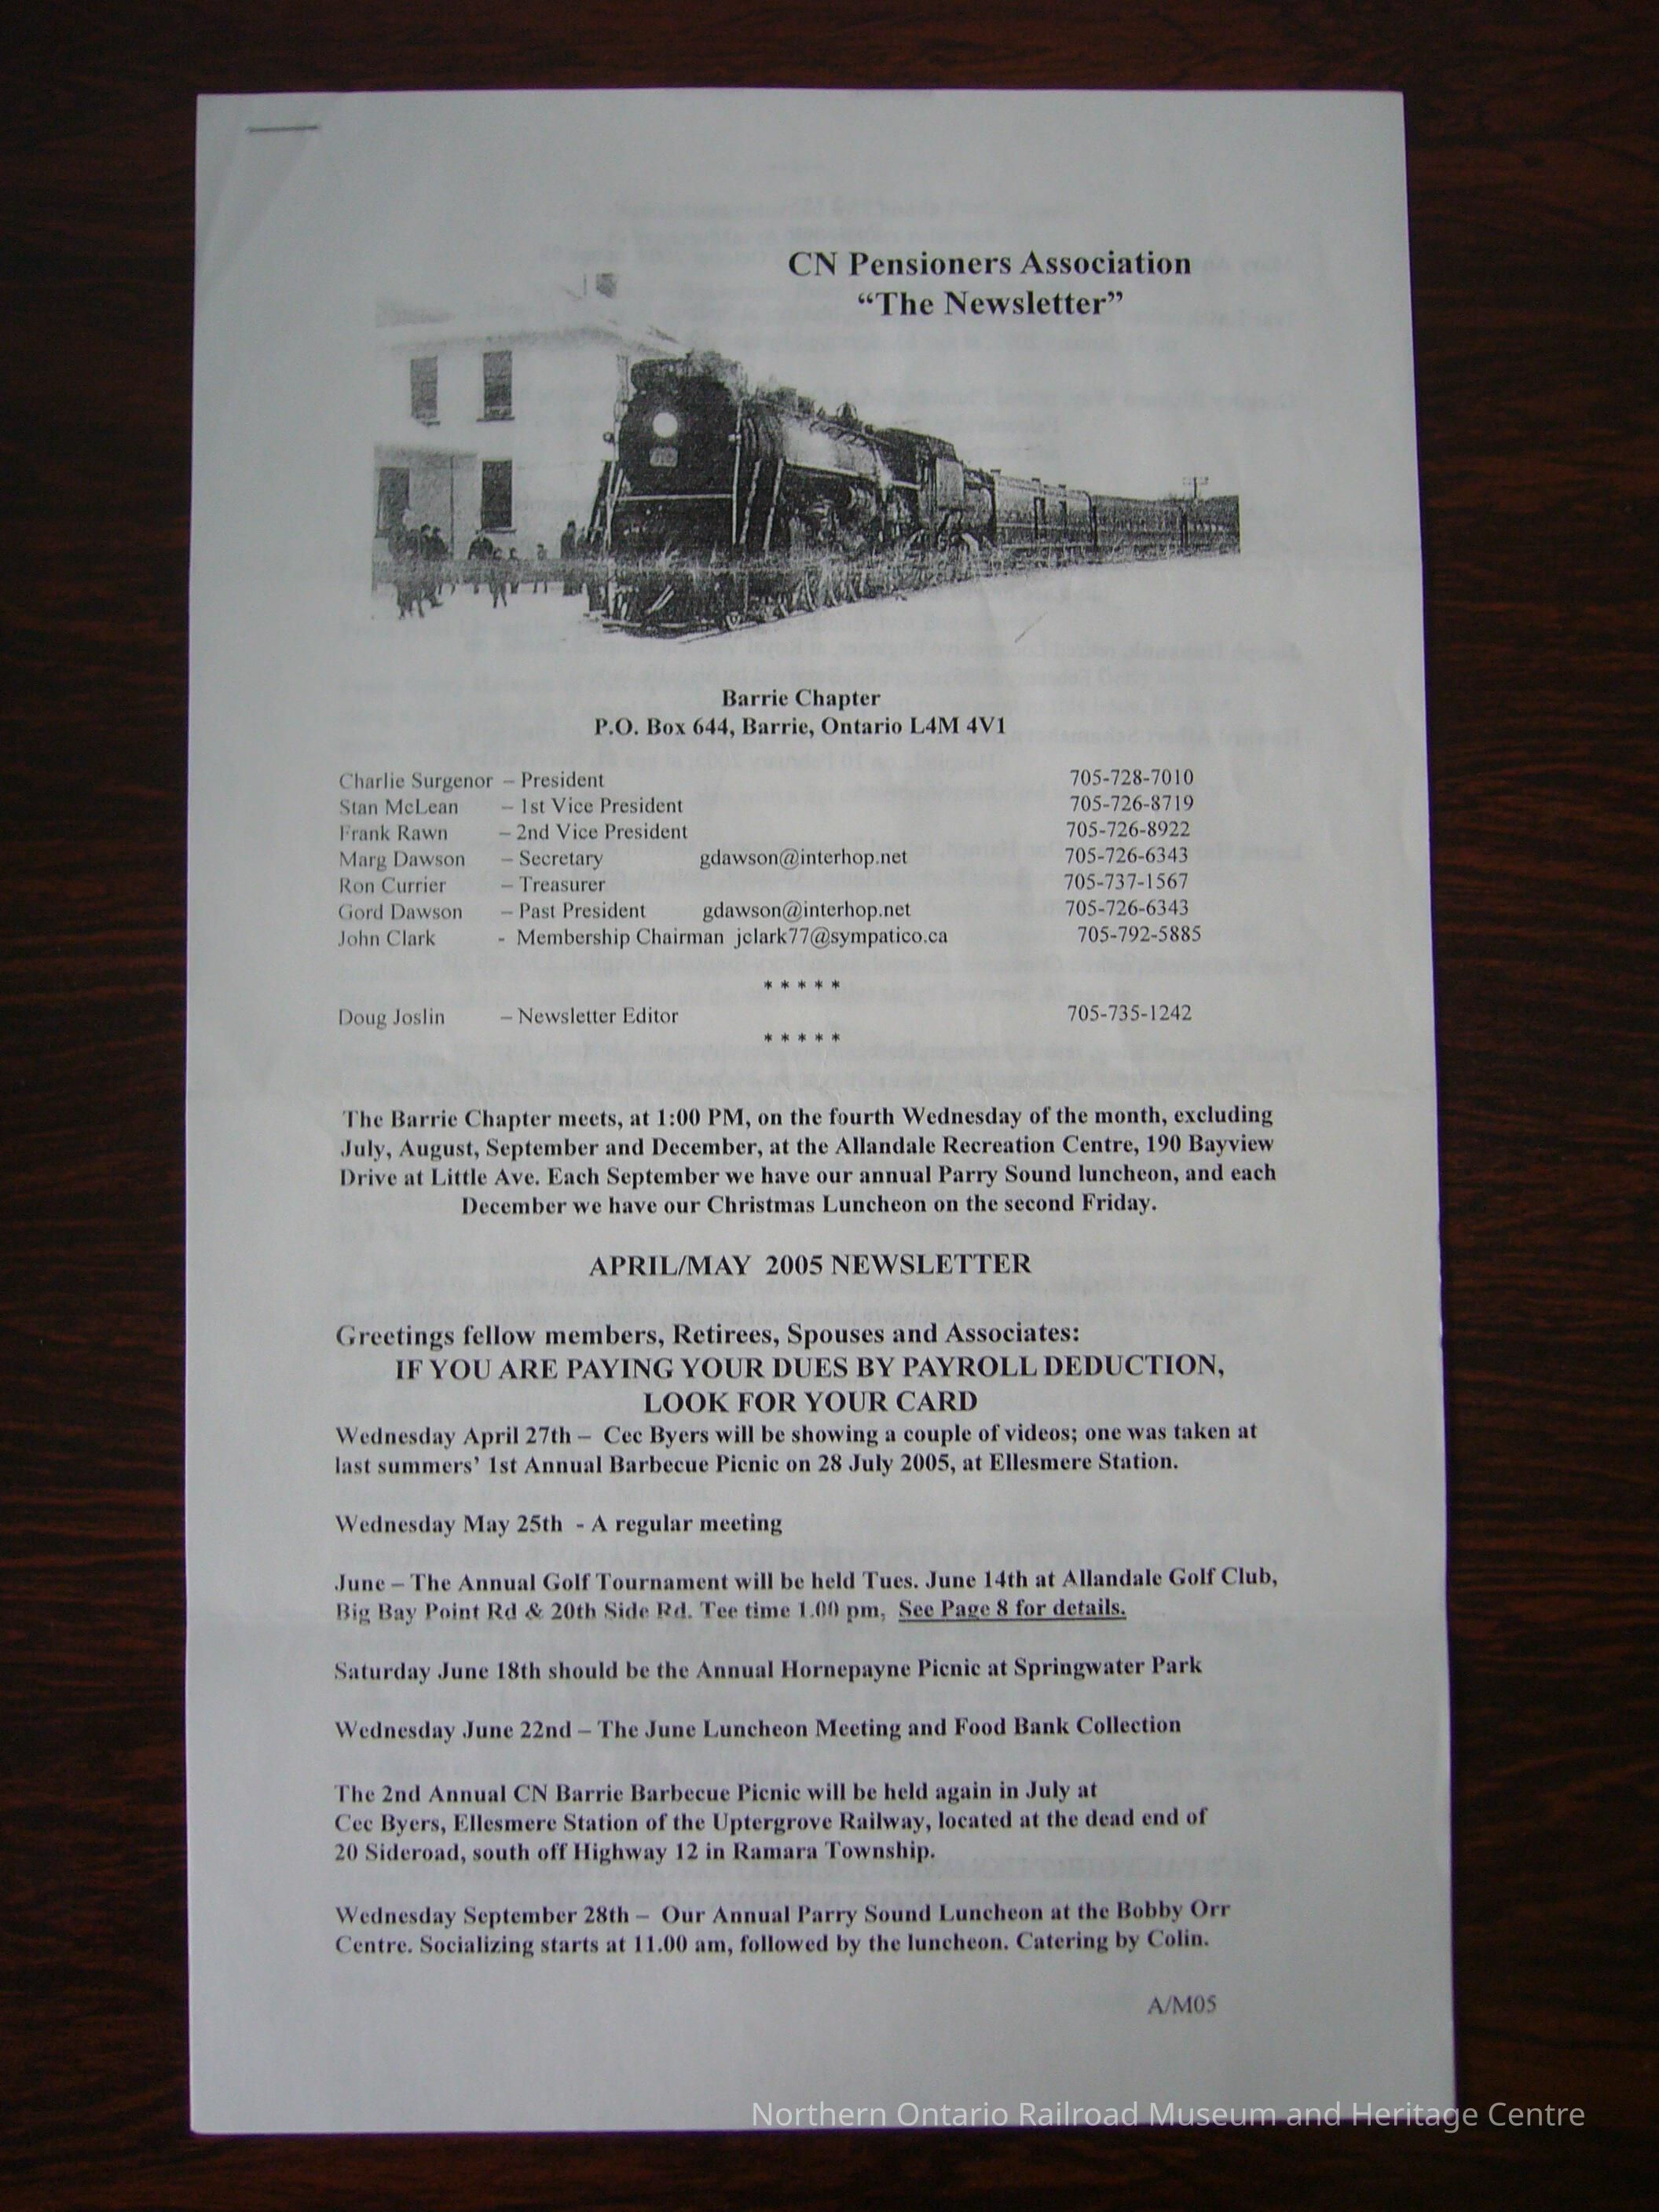 CN Pensioners Association
“The Newsletter”
Barrie Chapter
P.O. Box 644, Barrie, Ontario L4M 4V1
Charlie Surgenor – President 705-728-7010
Stan McLean – 1st Vice President 705-726-8719
Frank Rawn – 2nd Vice President 705-726-8922
Marg Dawson – Secretary gdawson@interhop.net 705-726-6343
Ron Currier – Treasurer 705-737-1567
Gord Dawson – Past President gdawson@interhop.net 705-726-6343
John Clark - Membership Chairman jclark77@sympatico.ca 705-792-5885
* * * * *
Doug Joslin – Newsletter Editor 705-735-1242
* * * * *
The Barrie Chapter meets, at 1:00 PM, on the fourth Wednesday of the month, excluding
July, August, September and December, at the Allandale Recreation Centre, 190 Bayview
Drive at Little Ave. Each September we have our annual Parry Sound luncheon, and each
December we have our Christmas Luncheon on the second Friday.
APRIL/MAY 2005 NEWSLETTER
Greetings fellow members, Retirees, Spouses and Associates:
IF YOU ARE PAYING YOUR DUES BY PAYROLL DEDUCTION,
LOOK FOR YOUR CARD
Wednesday April 27th – Cec Byers will be showing a couple of videos; one was taken at
last summers’ 1st Annual Barbecue Picnic on 28 July 2005, at Ellesmere Station.
Wednesday May 25th - A regular meeting
June – The Annual Golf Tournament will be held Tues. June 14th at Allandale Golf Club,
Big Bay Point Rd & 20th Side Rd. Tee time 1.00 pm, See Page 8 for details.
Saturday June 18th should be the Annual Hornepayne Picnic at Springwater Park
Wednesday June 22nd – The June Luncheon Meeting and Food Bank Collection
The 2nd Annual CN Barrie Barbecue Picnic will be held again in July at
Cec Byers, Ellesmere Station of the Uptergrove Railway, located at the dead end of
20 Sideroad, south off Highway 12 in Ramara Township.
Wednesday September 28th – Our Annual Parry Sound Luncheon at the Bobby Orr
Centre. Socializing starts at 11.00 am, followed by the luncheon. Catering by Colin.
A/M05
Northern Ontario Railroad Museum and Heritage Centre